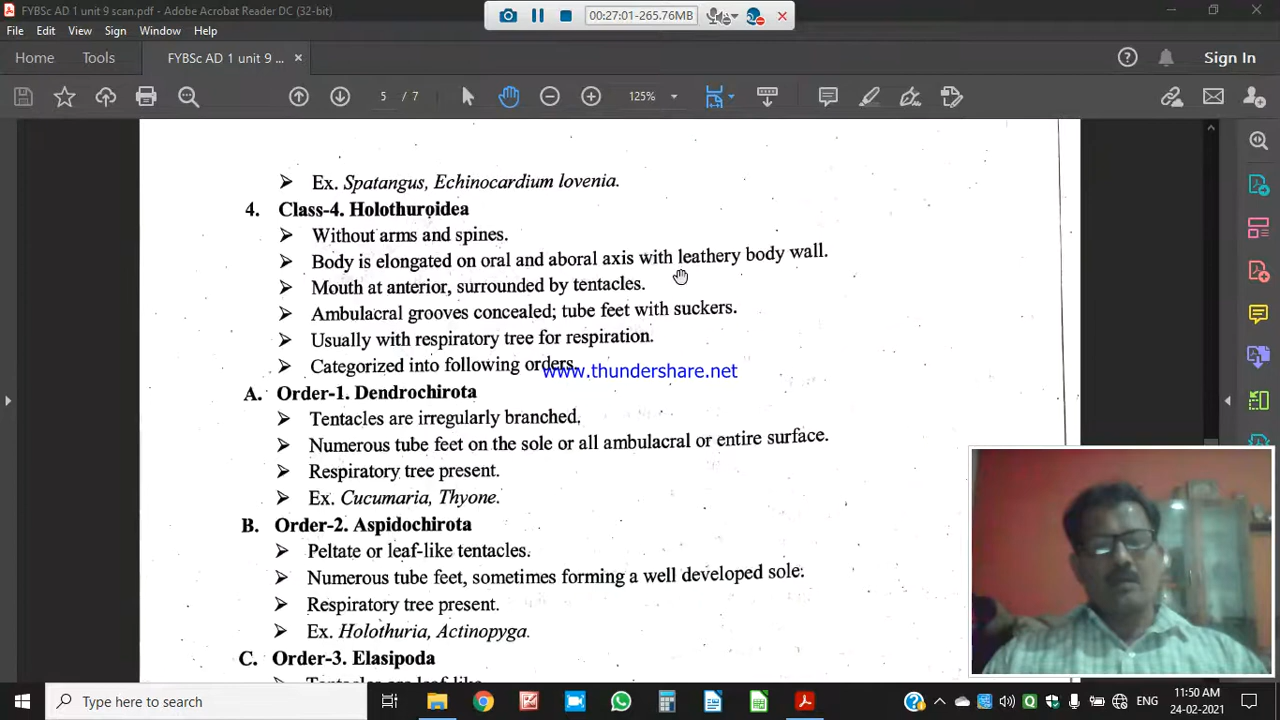 FYBSc AD 1 unit 9 scan.pdf - Adobe Acrobat Reader DC (32-bit)
00:27:01-265.76MB
File Edit View Sign Window Help
Home Tools FYBSc AD 1 unit 9 ... × Sign In
5 / 7 125%
➢ Ex. Spatangus, Echinocardium lovenia.
4. Class-4. Holothuroidea
➢ Without arms and spines.
➢ Body is elongated on oral and aboral axis with leathery body wall.
➢ Mouth at anterior, surrounded by tentacles.
➢ Ambulacral grooves concealed; tube feet with suckers.
➢ Usually with respiratory tree for respiration.
➢ Categorized into following orders.
www.thundershare.net
A. Order-1. Dendrochirota
➢ Tentacles are irregularly branched.
➢ Numerous tube feet on the sole or all ambulacral or entire surface.
➢ Respiratory tree present.
➢ Ex. Cucumaria, Thyone.
B. Order-2. Aspidochirota
➢ Peltate or leaf-like tentacles.
➢ Numerous tube feet, sometimes forming a well developed sole.
➢ Respiratory tree present.
➢ Ex. Holothuria, Actinopyga.
C. Order-3. Elasipoda
➢ Tentacles are leaf-like
Type here to search
ENG
11:50 AM
24-02-2021